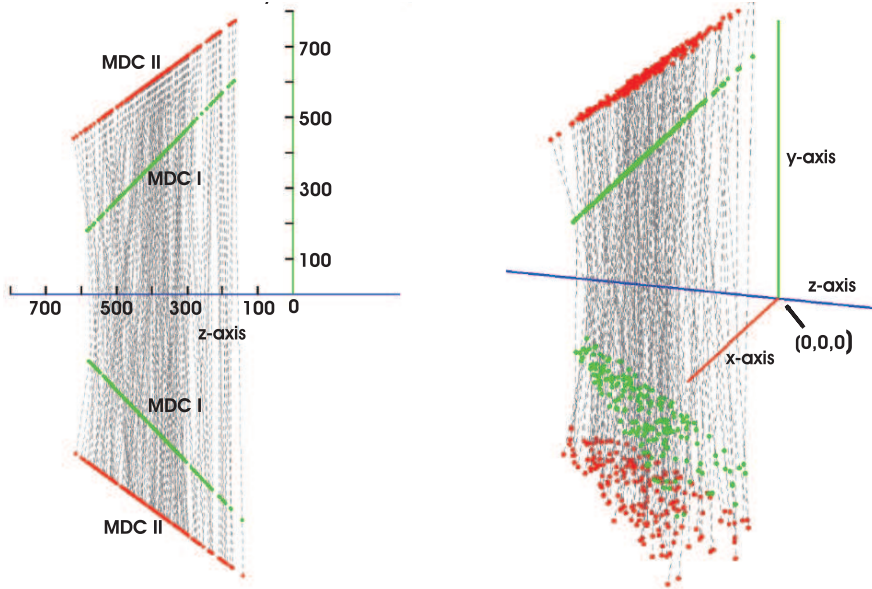 MDC II
MDC I
700
500
300
100
700
500
300
100
0
z-axis
MDC I
MDC II
y-axis
z-axis
x-axis
(0,0,0)